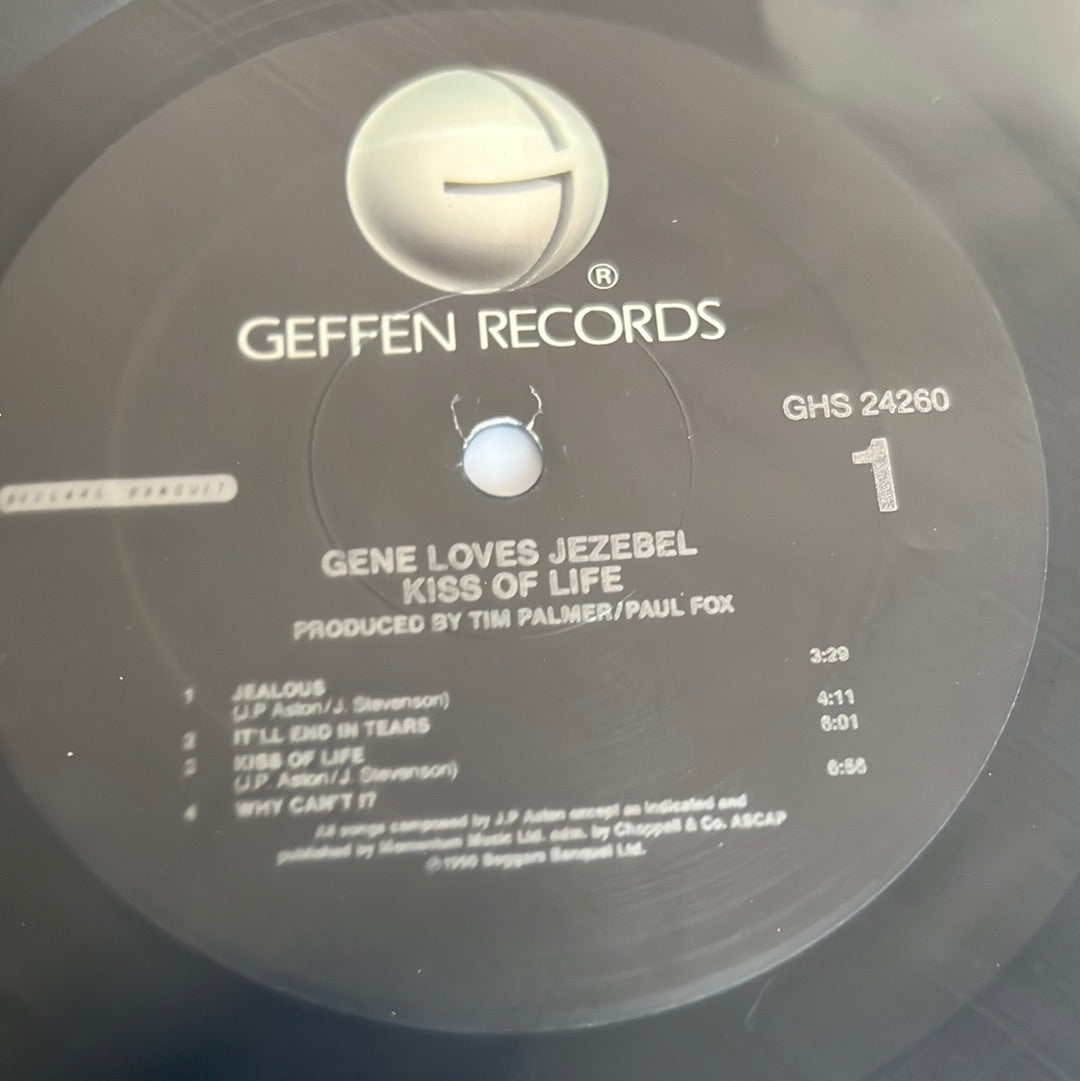 ®
GEFFEN RECORDS
GHS 24260
1
BEGGARS BANQUET
GENE LOVES JEZEBEL
KISS OF LIFE
PRODUCED BY TIM PALMER/PAUL FOX
1 JEALOUS 3:29
(J.P Aston/J. Stevenson)
2 IT'LL END IN TEARS 4:11
3 KISS OF LIFE 6:01
(J.P. Aston/J. Stevenson)
4 WHY CAN'T I? 6:56
All songs composed by J.P Aston except as indicated and
published by Momentum Music Ltd. adm. by Chappell & Co. ASCAP
℗1990 Beggars Banquet Ltd.